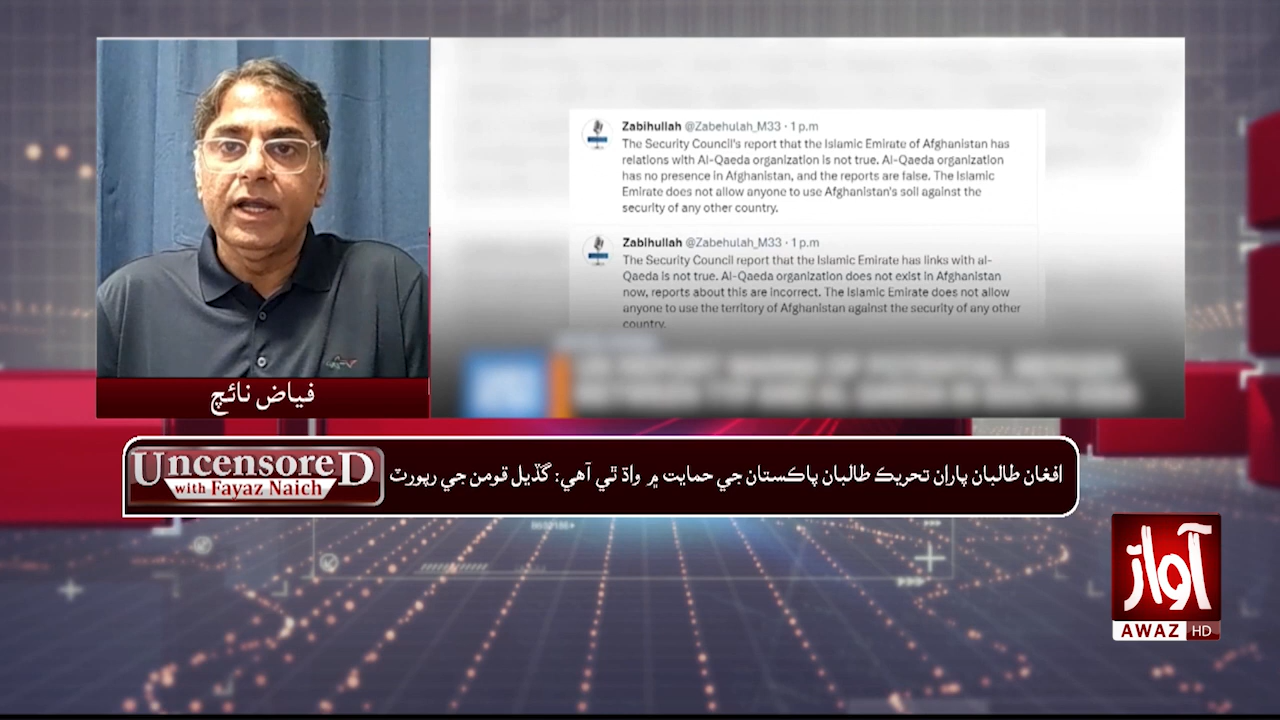 Zabihullah @Zabehulah_M33 · 1 p.m
The Security Council's report that the Islamic Emirate of Afghanistan has
relations with Al-Qaeda organization is not true. Al-Qaeda organization
has no presence in Afghanistan, and the reports are false. The Islamic
Emirate does not allow anyone to use Afghanistan's soil against the
security of any other country.
Zabihullah @Zabehulah_M33 · 1 p.m
The Security Council report that the Islamic Emirate has links with al-
Qaeda is not true. Al-Qaeda organization does not exist in Afghanistan
now, reports about this are incorrect. The Islamic Emirate does not allow
anyone to use the territory of Afghanistan against the security of any other
country.
فياض نائچ
UncensoreD
with Fayaz Naich
افغان طالبان پاران تحريڪ طالبان پاڪستان جي حمايت ۾ واڌ ٿي آهي: گڏيل قومن جي رپورٽ
آواز
AWAZ HD